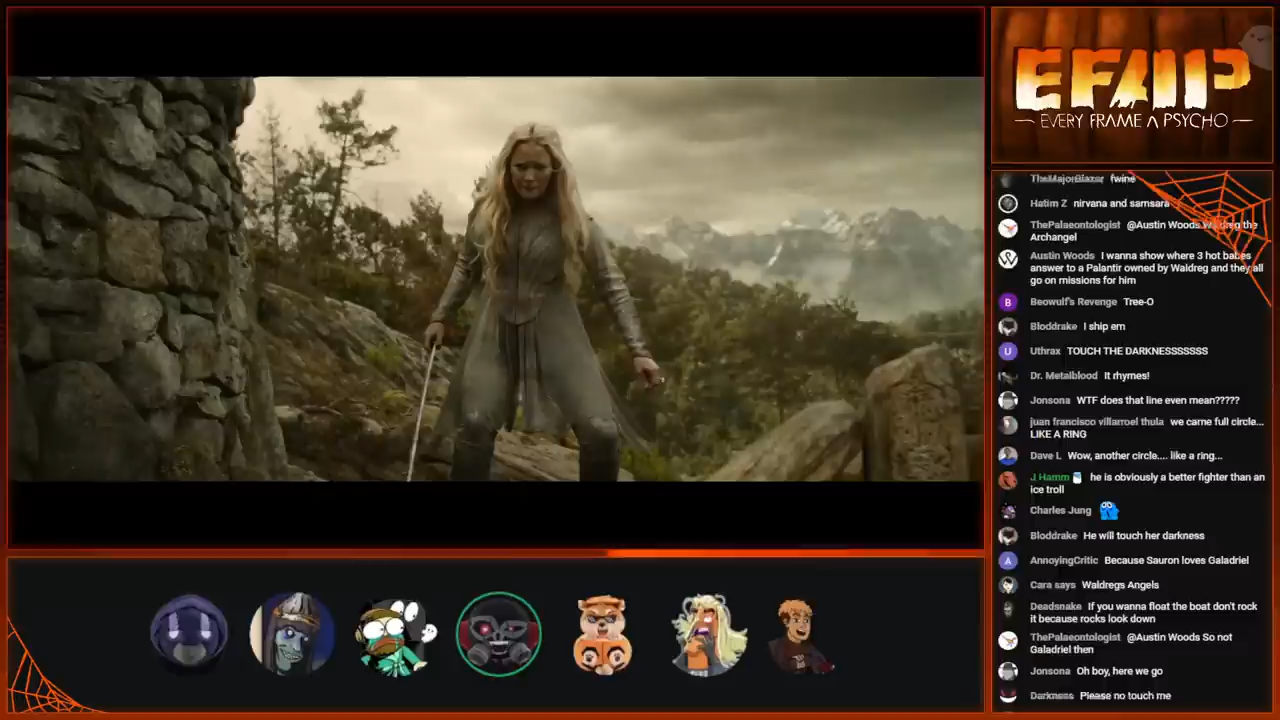 EFAP
EVERY FRAME A PSYCHO
TheMajorBlazer fwine
Hatim Z nirvana and samsara
ThePalaeontologist @Austin Woods the
Archangel
Austin Woods I wanna show where 3 hot babes
answer to a Palantir owned by Waldreg and they all
go on missions for him
B Beowulf's Revenge Tree-O
Bloddrake I ship em
U Uthrax TOUCH THE DARKNESSSSSS
Dr. Metalblood It rhymes!
Jonsona WTF does that line even mean?????
juan francisco villarroel thula we came full circle...
LIKE A RING
Dave L Wow, another circle.... like a ring...
J Hamm he is obviously a better fighter than an
ice troll
Charles Jung
Bloddrake He will touch her darkness
A AnnoyingCritic Because Sauron loves Galadriel
Cara says Waldregs Angels
Deadsnake If you wanna float the boat don't rock
it because rocks look down
ThePalaeontologist @Austin Woods So not
Galadriel then
Jonsona Oh boy, here we go
Darkness Please no touch me